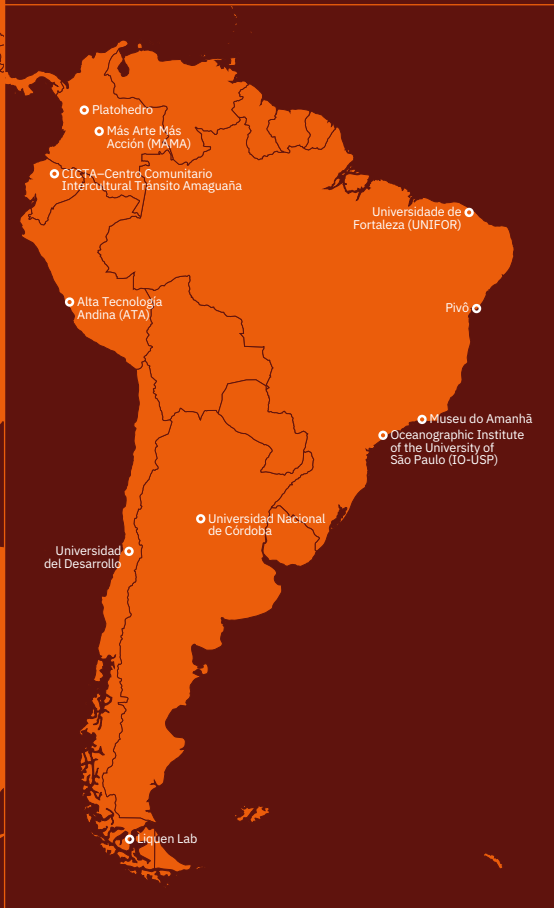 Platohedro
Más Arte Más
Acción (MAMA)
CICTA–Centro Comunitario
Intercultural Tránsito Amaguaña
Universidade de
Fortaleza (UNIFOR)
Alta Tecnología
Andina (ATA)
Pivô
Museu do Amanhã
Oceanographic Institute
of the University of
São Paulo (IO-USP)
Universidad Nacional
de Córdoba
Universidad
del Desarrollo
Liquen Lab